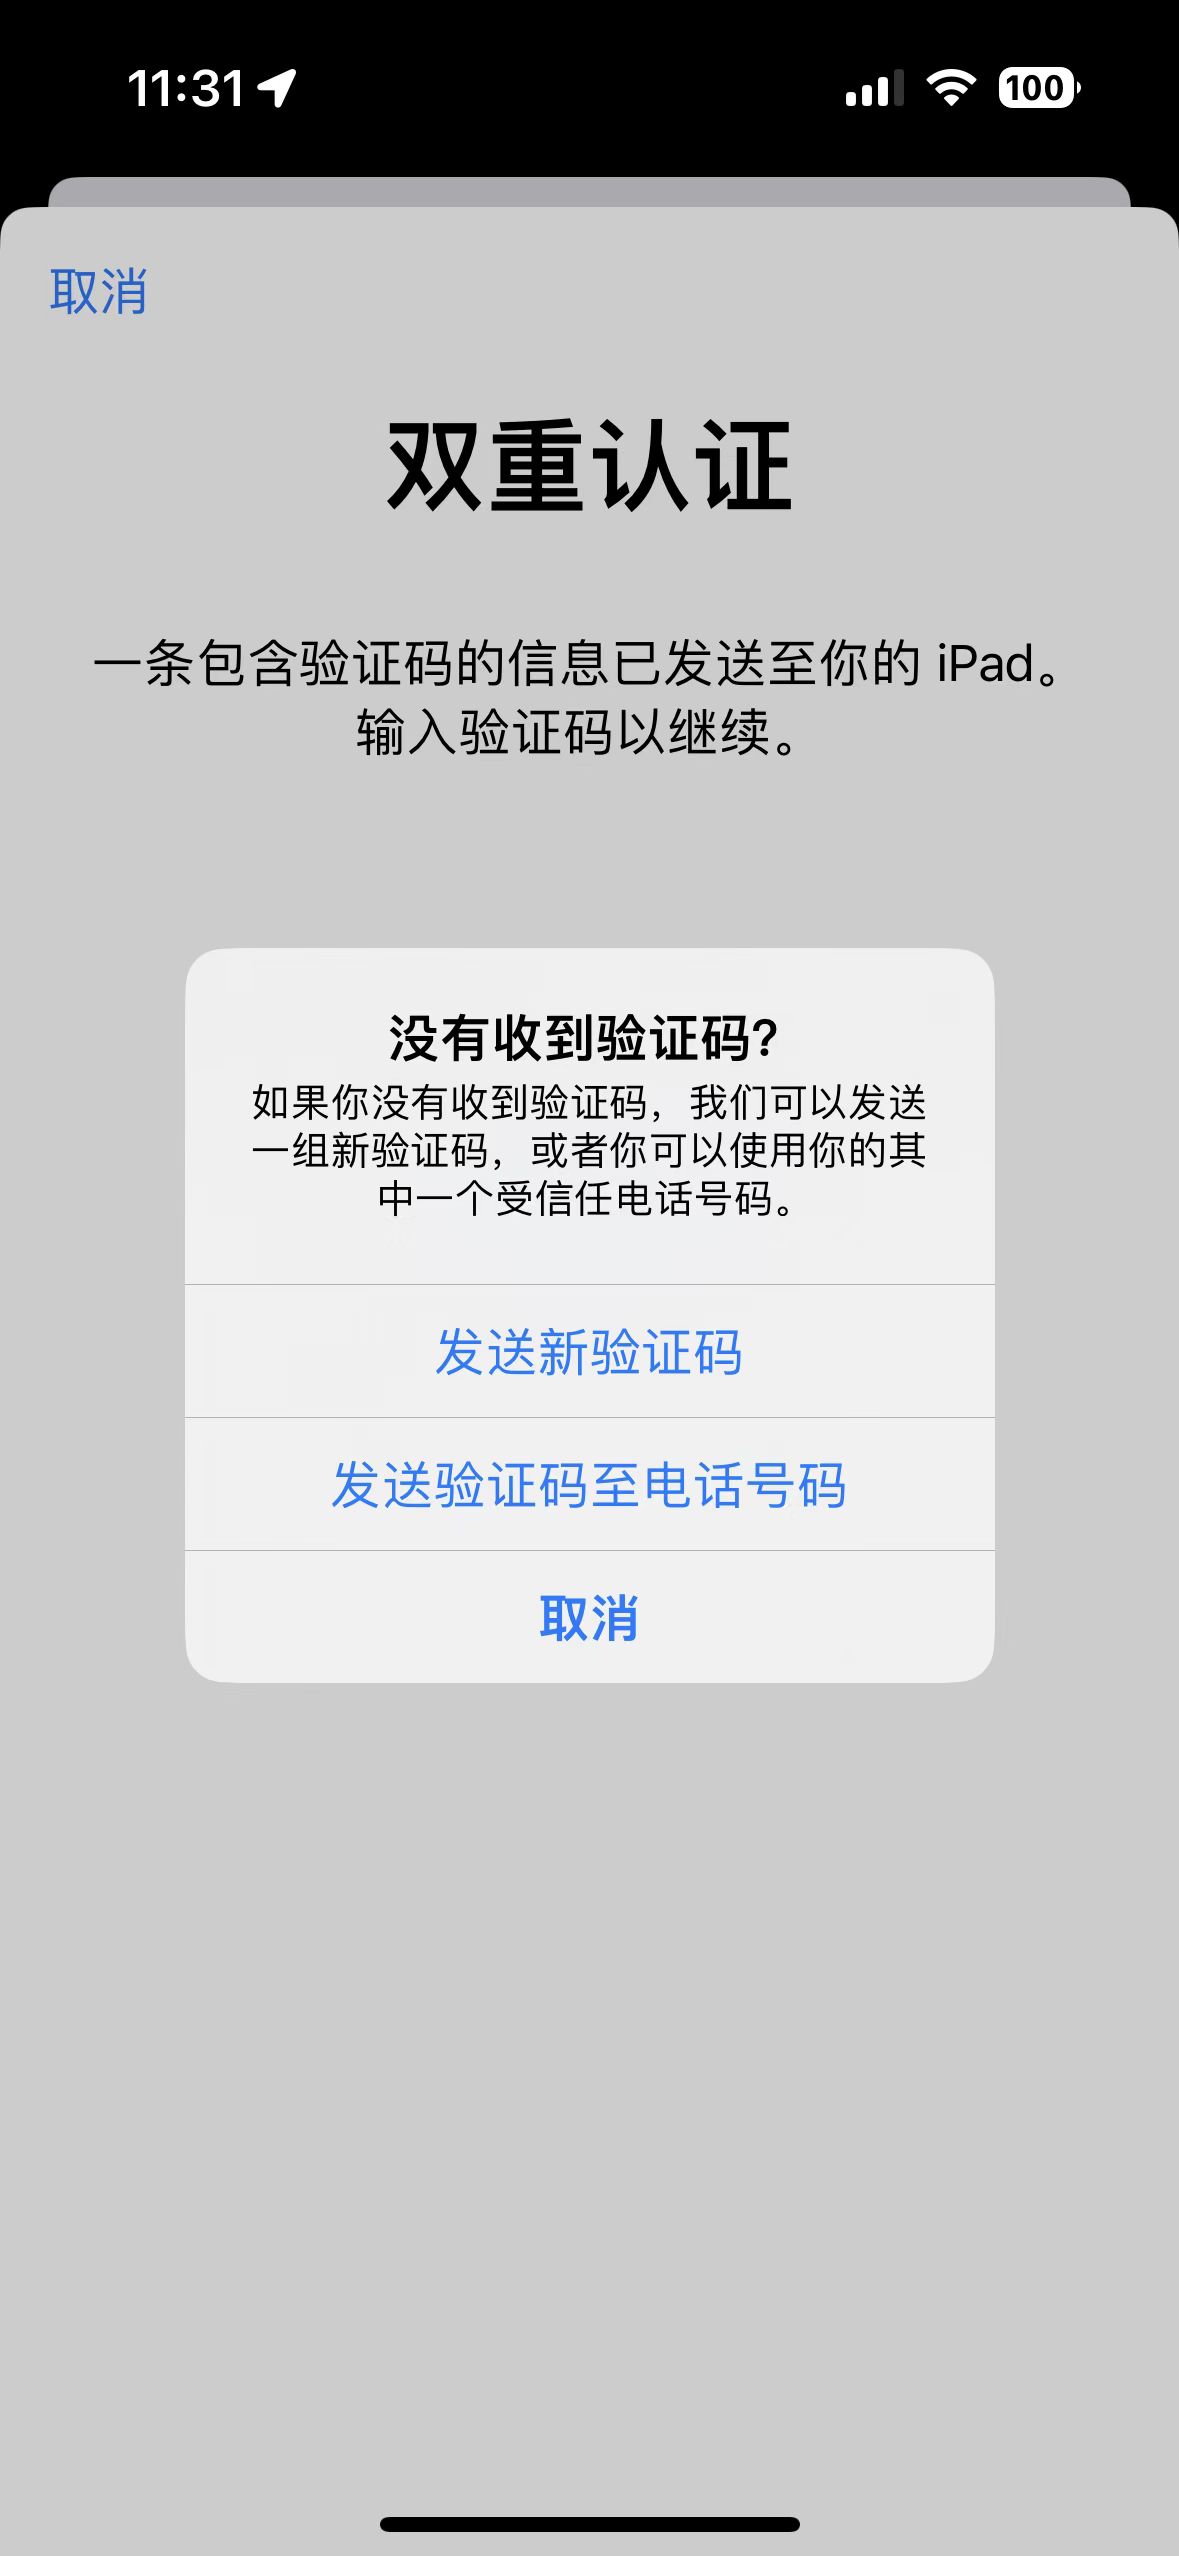 11:31
100
取消
双重认证
一条包含验证码的信息已发送至你的 iPad。
输入验证码以继续。
没有收到验证码?
如果你没有收到验证码，我们可以发送
一组新验证码，或者你可以使用你的其
中一个受信任电话号码。
发送新验证码
发送验证码至电话号码
取消